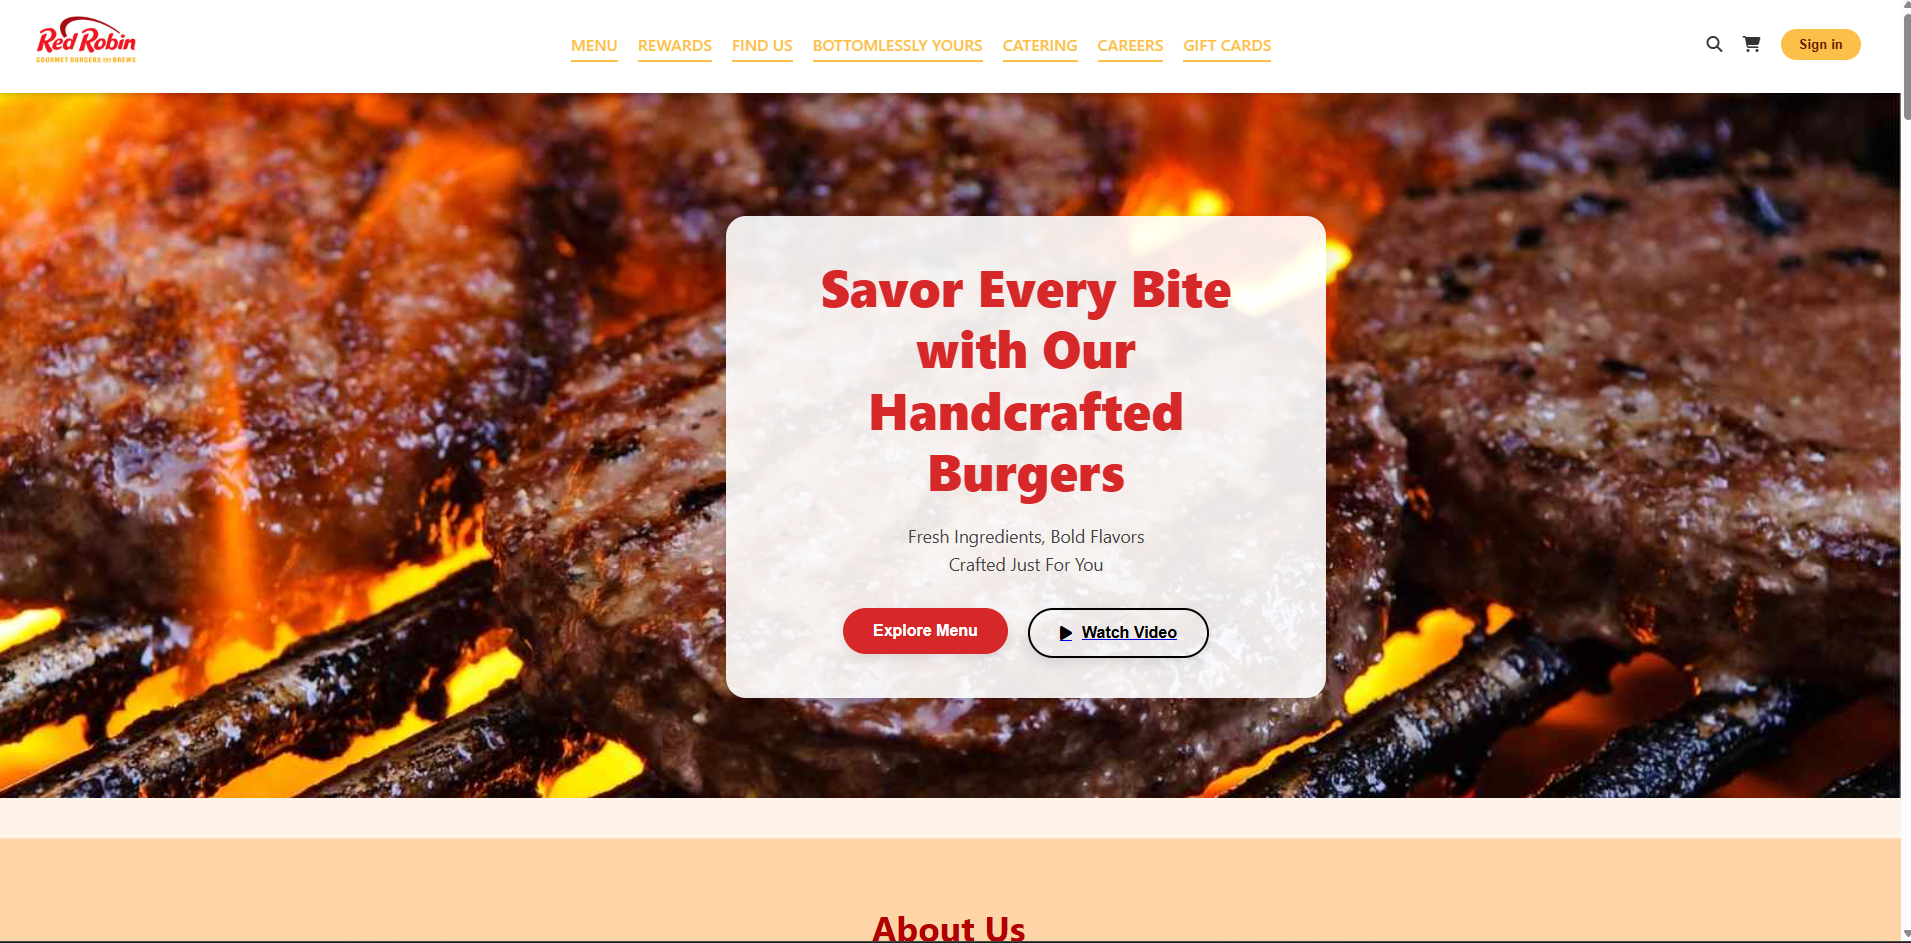 Red Robin
GOURMET BURGERS AND BREWS
MENU REWARDS FIND US BOTTOMLESSLY YOURS CATERING CAREERS GIFT CARDS
Sign in
Savor Every Bite
with Our
Handcrafted
Burgers
Fresh Ingredients, Bold Flavors
Crafted Just For You
Explore Menu
Watch Video
About Us